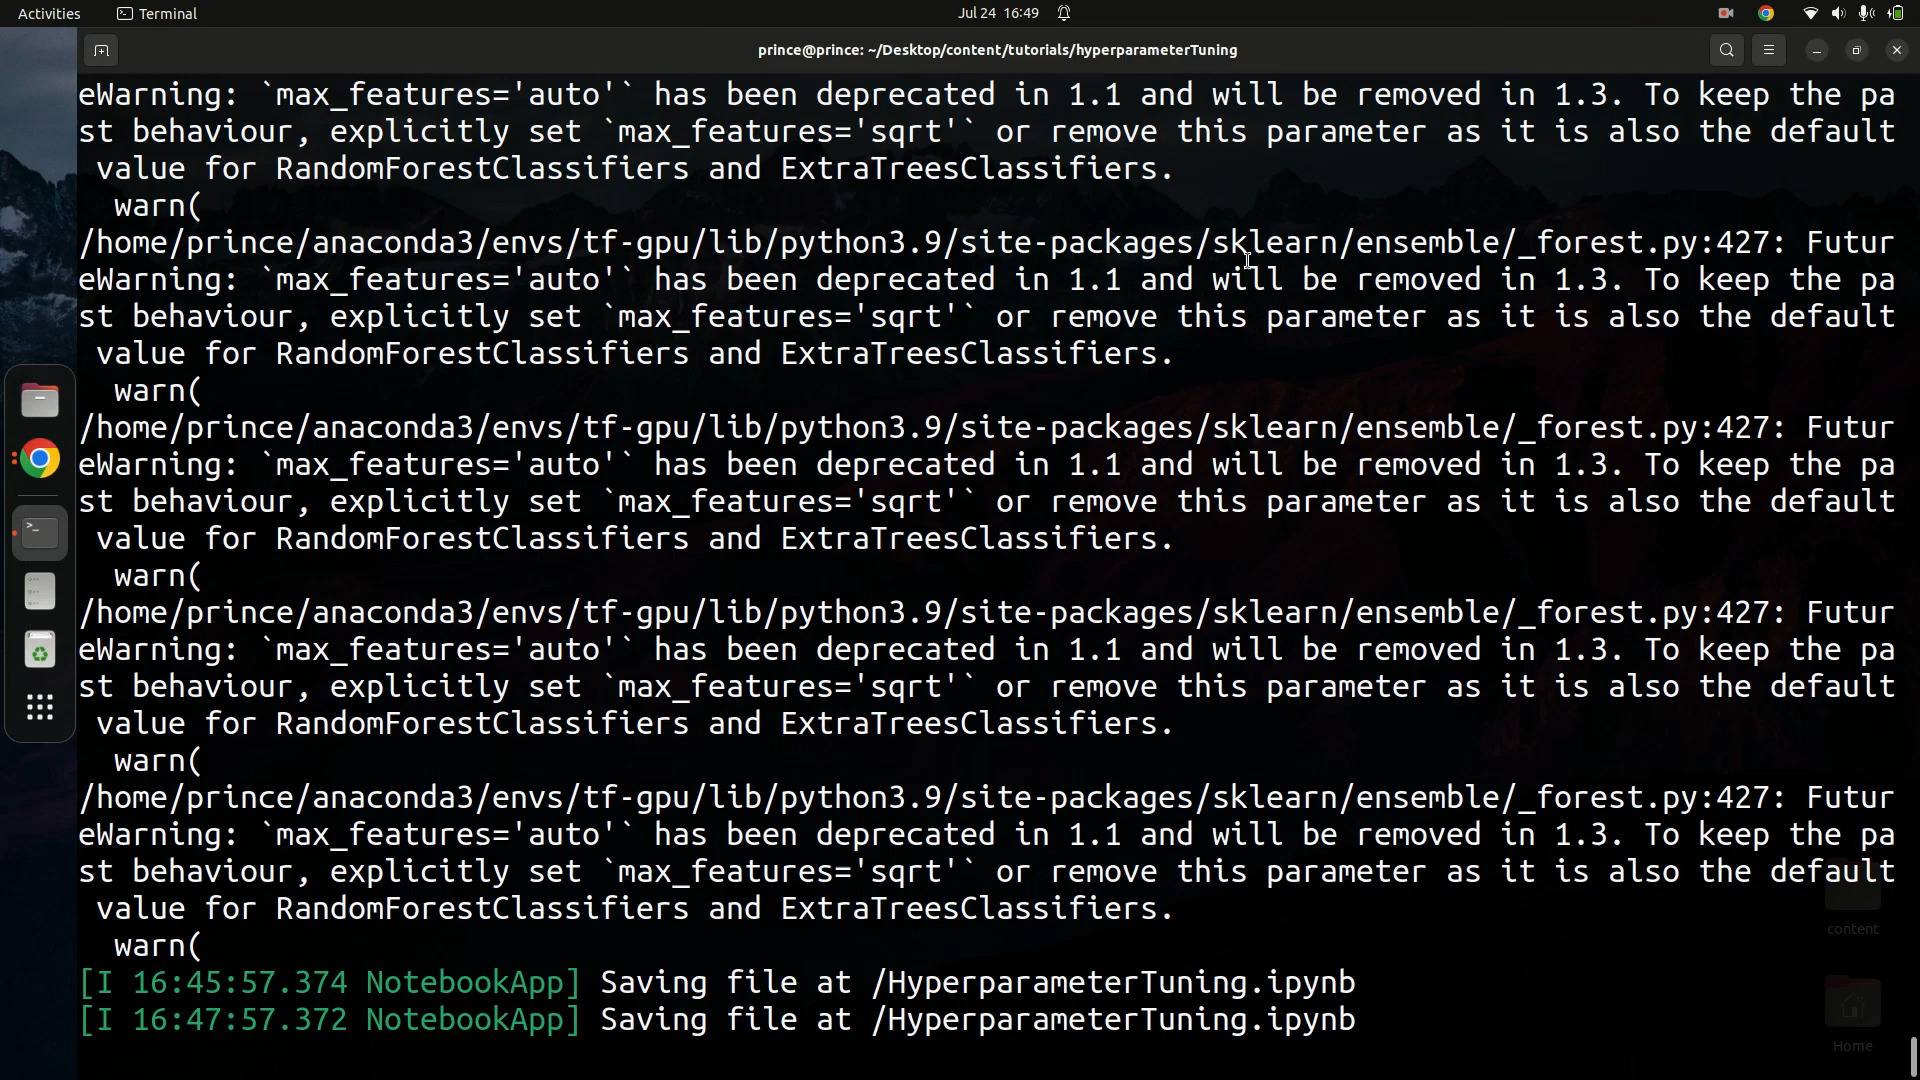 Activities
Terminal
Jul 24 16:49
prince@prince: ~/Desktop/content/tutorials/hyperparameterTuning
eWarning: `max_features='auto'` has been deprecated in 1.1 and will be removed in 1.3. To keep the pa
st behaviour, explicitly set `max_features='sqrt'` or remove this parameter as it is also the default
 value for RandomForestClassifiers and ExtraTreesClassifiers.
  warn(
/home/prince/anaconda3/envs/tf-gpu/lib/python3.9/site-packages/sklearn/ensemble/_forest.py:427: Futur
eWarning: `max_features='auto'` has been deprecated in 1.1 and will be removed in 1.3. To keep the pa
st behaviour, explicitly set `max_features='sqrt'` or remove this parameter as it is also the default
 value for RandomForestClassifiers and ExtraTreesClassifiers.
  warn(
/home/prince/anaconda3/envs/tf-gpu/lib/python3.9/site-packages/sklearn/ensemble/_forest.py:427: Futur
eWarning: `max_features='auto'` has been deprecated in 1.1 and will be removed in 1.3. To keep the pa
st behaviour, explicitly set `max_features='sqrt'` or remove this parameter as it is also the default
 value for RandomForestClassifiers and ExtraTreesClassifiers.
  warn(
/home/prince/anaconda3/envs/tf-gpu/lib/python3.9/site-packages/sklearn/ensemble/_forest.py:427: Futur
eWarning: `max_features='auto'` has been deprecated in 1.1 and will be removed in 1.3. To keep the pa
st behaviour, explicitly set `max_features='sqrt'` or remove this parameter as it is also the default
 value for RandomForestClassifiers and ExtraTreesClassifiers.
  warn(
/home/prince/anaconda3/envs/tf-gpu/lib/python3.9/site-packages/sklearn/ensemble/_forest.py:427: Futur
eWarning: `max_features='auto'` has been deprecated in 1.1 and will be removed in 1.3. To keep the pa
st behaviour, explicitly set `max_features='sqrt'` or remove this parameter as it is also the default
 value for RandomForestClassifiers and ExtraTreesClassifiers.
  warn(
[I 16:45:57.374 NotebookApp] Saving file at /HyperparameterTuning.ipynb
[I 16:47:57.372 NotebookApp] Saving file at /HyperparameterTuning.ipynb
content
Home